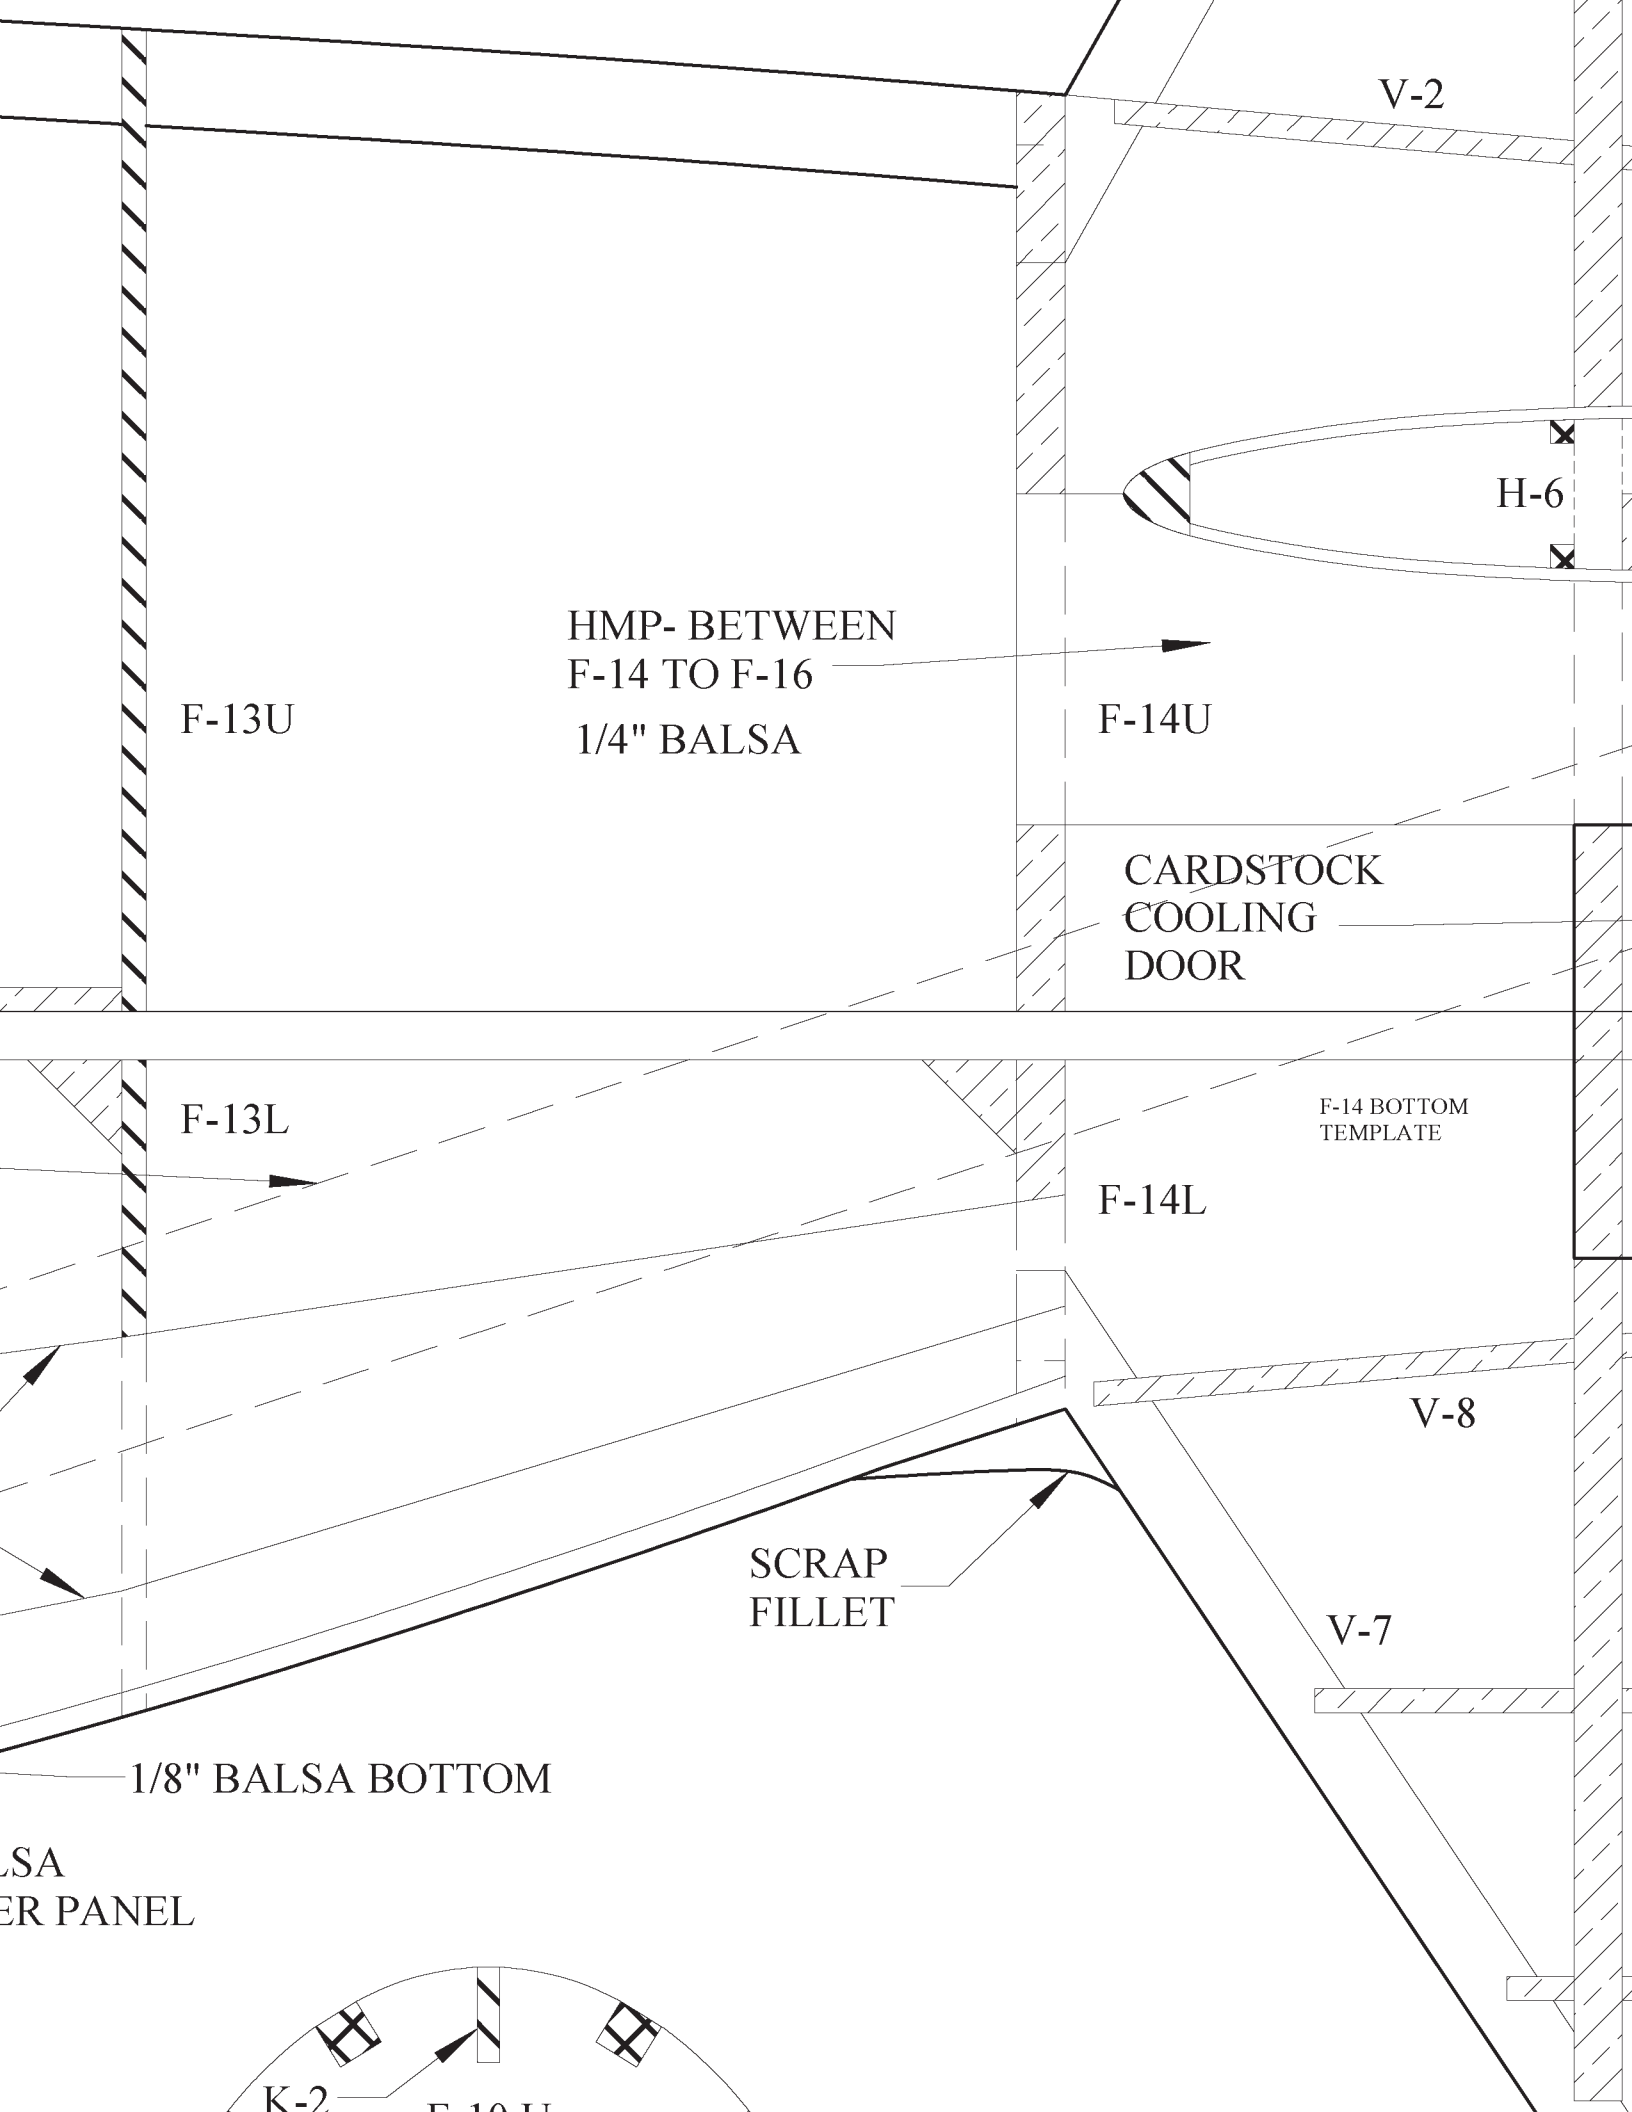 V-2
H-6
HMP- BETWEEN
F-14 TO F-16
1/4" BALSA
F-13U
F-14U
CARDSTOCK
COOLING
DOOR
F-14 BOTTOM
TEMPLATE
F-13L
F-14L
V-8
SCRAP
FILLET
V-7
1/8" BALSA BOTTOM
LSA
ER PANEL
K-2